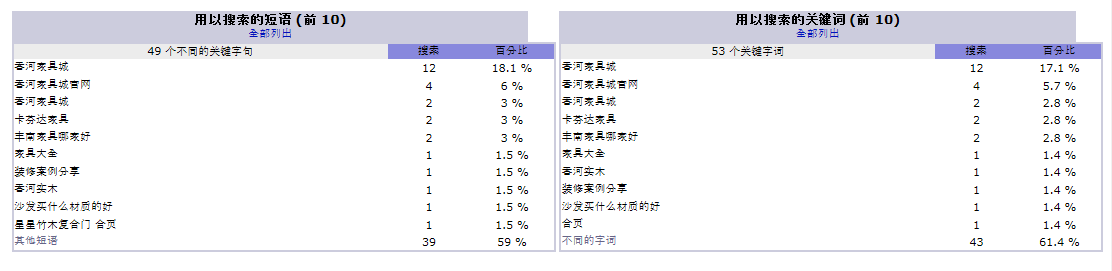 用以搜索的短语 (前 10)
全部列出
49 个不同的关键字句 搜索 百分比
香河家具城 12 18.1 %
香河家具城官网 4 6 %
香河家具城 2 3 %
卡芬达家具 2 3 %
丰南家具哪家好 2 3 %
家具大全 1 1.5 %
装修案例分享 1 1.5 %
香河实木 1 1.5 %
沙发买什么材质的好 1 1.5 %
星星竹木复合门 合页 1 1.5 %
其他短语 39 59 %
用以搜索的关键词 (前 10)
全部列出
53 个关键字词 搜索 百分比
香河家具城 12 17.1 %
香河家具城官网 4 5.7 %
香河家具城 2 2.8 %
卡芬达家具 2 2.8 %
丰南家具哪家好 2 2.8 %
家具大全 1 1.4 %
香河实木 1 1.4 %
装修案例分享 1 1.4 %
沙发买什么材质的好 1 1.4 %
合页 1 1.4 %
不同的字词 43 61.4 %